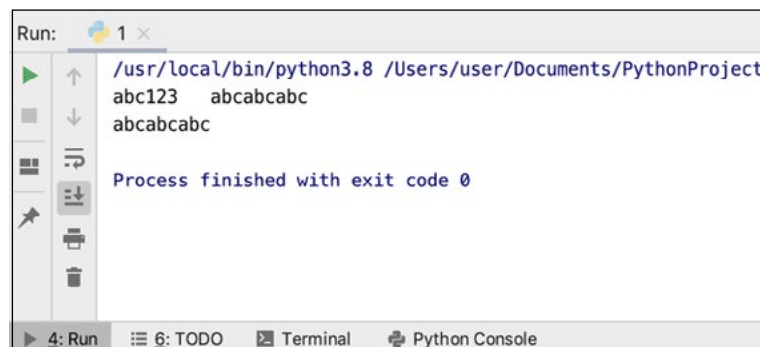 Run: 1
/usr/local/bin/python3.8 /Users/user/Documents/PythonProject
abc123   abcabcabc
abcabcabc
Process finished with exit code 0
4: Run 6: TODO Terminal Python Console